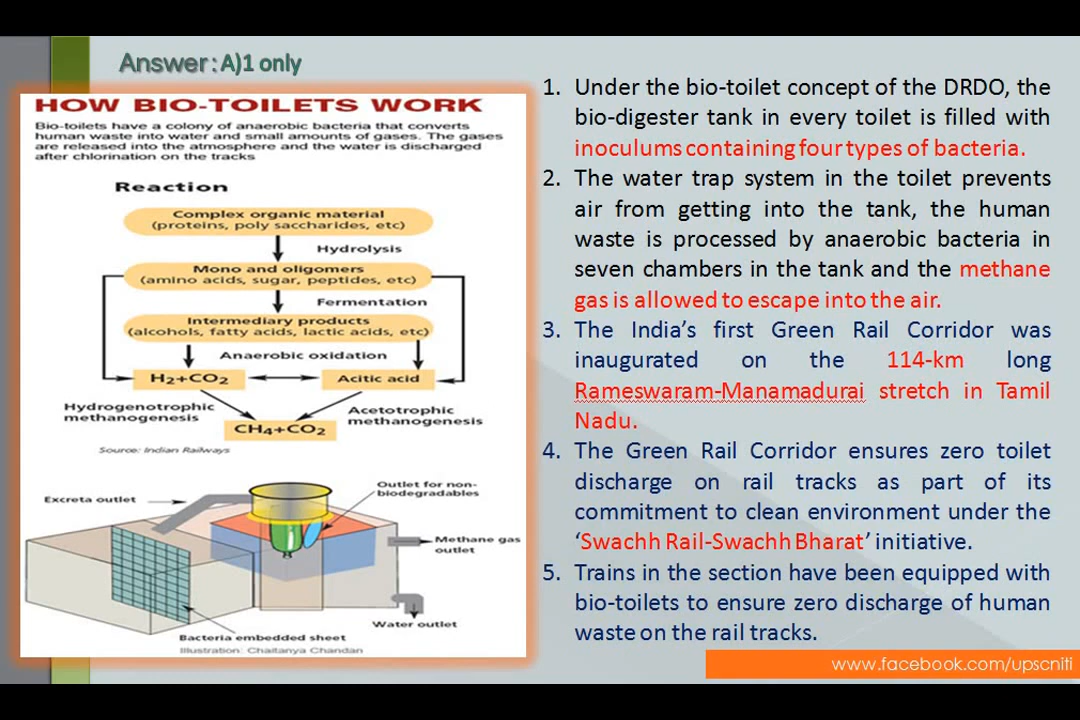 Answer: A)1 only
HOW BIO-TOILETS WORK
Bio-toilets have a colony of anaerobic bacteria that converts
human waste into water and small amounts of gases. The gases
are released into the atmosphere and the water is discharged
after chlorination on the tracks
Reaction
Complex organic material
(proteins, poly saccharides, etc)
Hydrolysis
Mono and oligomers
(amino acids, sugar, peptides, etc)
Fermentation
Intermediary products
(alcohols, fatty acids, lactic acids, etc)
Anaerobic oxidation
H2+CO2
Acitic acid
Hydrogenotrophic
methanogenesis
Acetotrophic
methanogenesis
CH4+CO2
Source: Indian Railways
Excreta outlet
Outlet for non-
biodegradables
Methane gas
outlet
Water outlet
Bacteria embedded sheet
Illustration: Chaitanya Chandan
1. Under the bio-toilet concept of the DRDO, the
bio-digester tank in every toilet is filled with
inoculums containing four types of bacteria.
2. The water trap system in the toilet prevents
air from getting into the tank, the human
waste is processed by anaerobic bacteria in
seven chambers in the tank and the methane
gas is allowed to escape into the air.
3. The India's first Green Rail Corridor was
inaugurated on the 114-km long
Rameswaram-Manamadurai stretch in Tamil
Nadu.
4. The Green Rail Corridor ensures zero toilet
discharge on rail tracks as part of its
commitment to clean environment under the
‘Swachh Rail-Swachh Bharat’ initiative.
5. Trains in the section have been equipped with
bio-toilets to ensure zero discharge of human
waste on the rail tracks.
www.facebook.com/upscniti